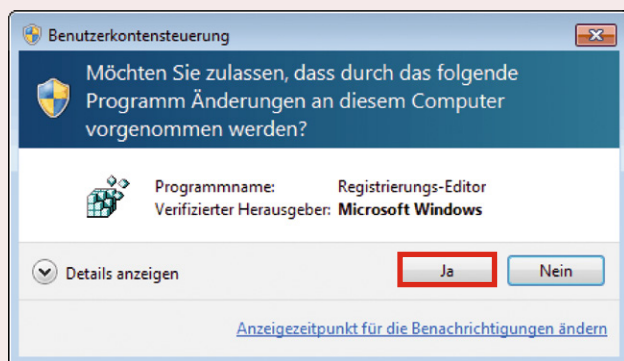 Benutzerkontensteuerung
Möchten Sie zulassen, dass durch das folgende
Programm Änderungen an diesem Computer
vorgenommen werden?
Programmname: Registrierungs-Editor
Verifizierter Herausgeber: Microsoft Windows
Details anzeigen Ja Nein
Anzeigezeitpunkt für die Benachrichtigungen ändern